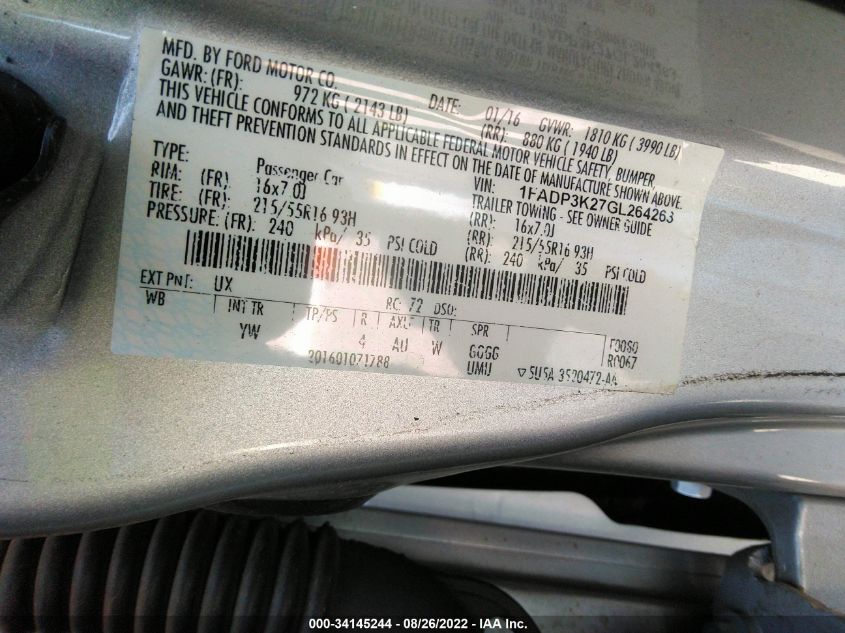 MFD. BY FORD MOTOR CO.
DATE: 01/16 GVWR: 1810 KG (3990 LB)
GAWR: (FR): 972 KG (2143 LB) (RR): 880 KG (1940 LB)
THIS VEHICLE CONFORMS TO ALL APPLICABLE FEDERAL MOTOR VEHICLE SAFETY, BUMPER,
AND THEFT PREVENTION STANDARDS IN EFFECT ON THE DATE OF MANUFACTURE SHOWN ABOVE.
VIN: 1FADP3K27GL264263
TYPE: Passenger Car TRAILER TOWING - SEE OWNER GUIDE
RIM: (FR) 16x7.0J (RR): 16x7.0J
TIRE: (FR): 215/55R16 93H (RR): 215/55R16 93H
PRESSURE: (FR): 240 kPa/ 35 PSI COLD (RR): 240 kPa/ 35 PSI COLD
EXT PNT: UX RC: 72 DSO:
WB INT TR TP/PS R AXLE TR SPR F0060
YW 4 AU W GGGG R0067
201601071788 UMU ▽ 5U5A 3520472-AA
000-34145244 - 08/26/2022 - IAA Inc.